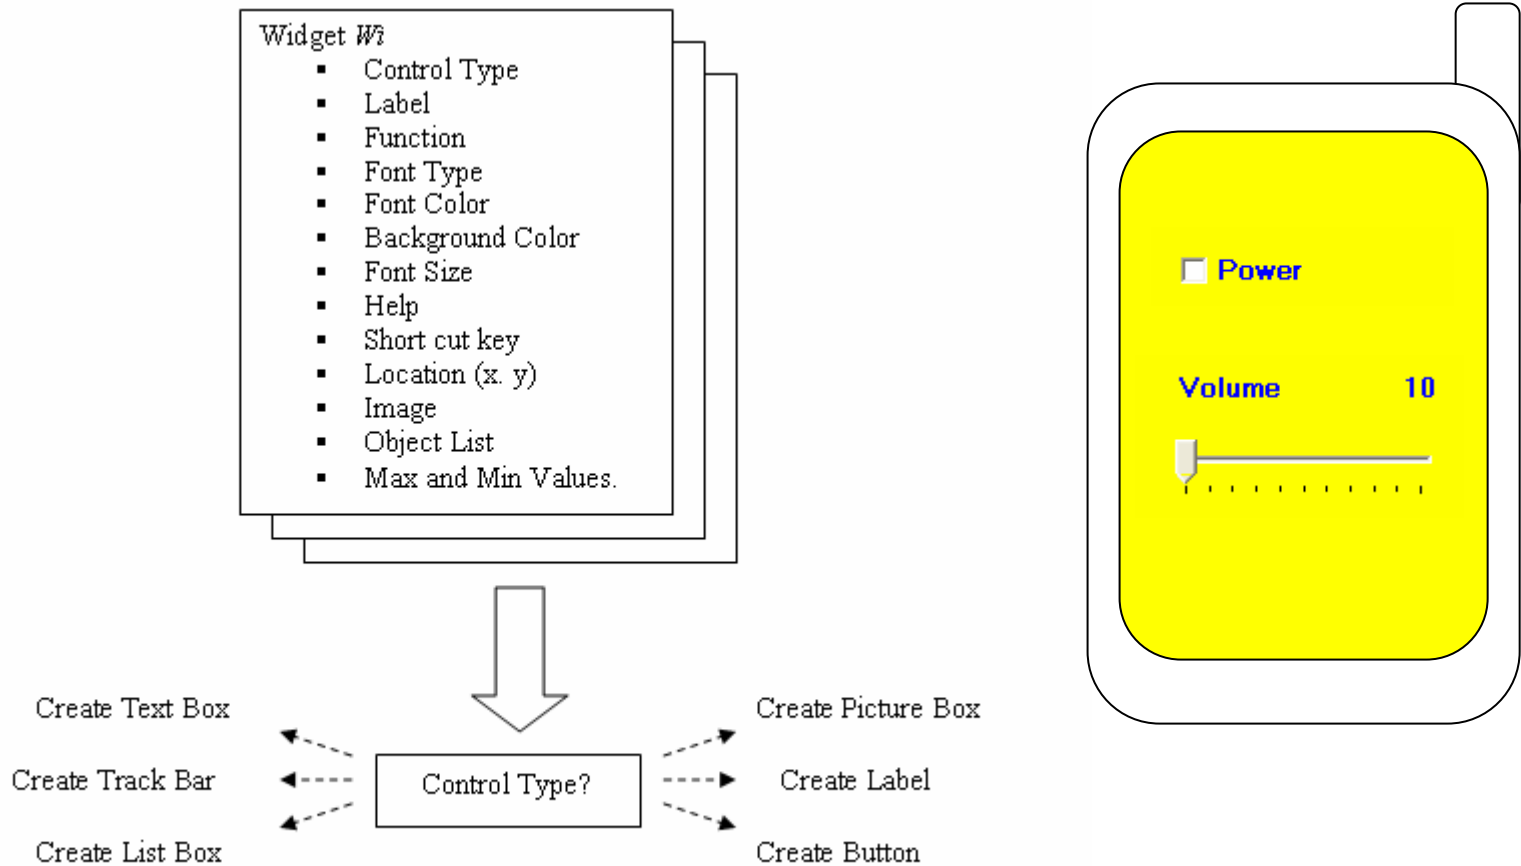 Widget Wi
▪ Control Type
▪ Label
▪ Function
▪ Font Type
▪ Font Color
▪ Background Color
▪ Font Size
▪ Help
▪ Short cut key
▪ Location (x. y)
▪ Image
▪ Object List
▪ Max and Min Values.
Control Type?
Create Text Box
Create Track Bar
Create List Box
Create Picture Box
Create Label
Create Button
Power
Volume 10